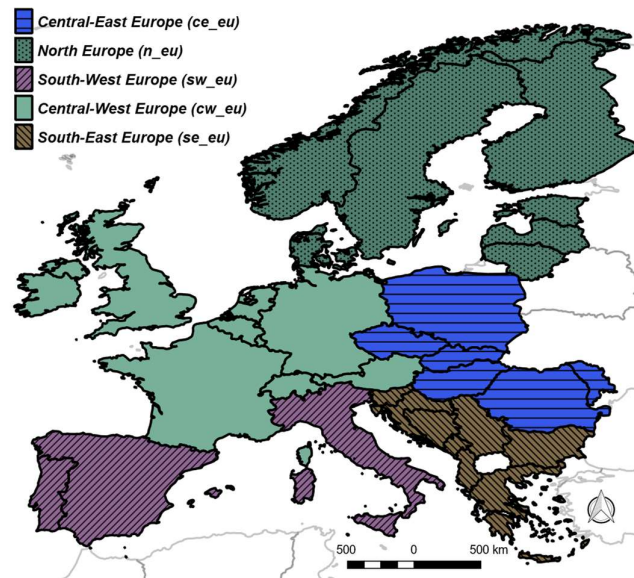 Central-East Europe (ce_eu)
North Europe (n_eu)
South-West Europe (sw_eu)
Central-West Europe (cw_eu)
South-East Europe (se_eu)
500 0 500 km